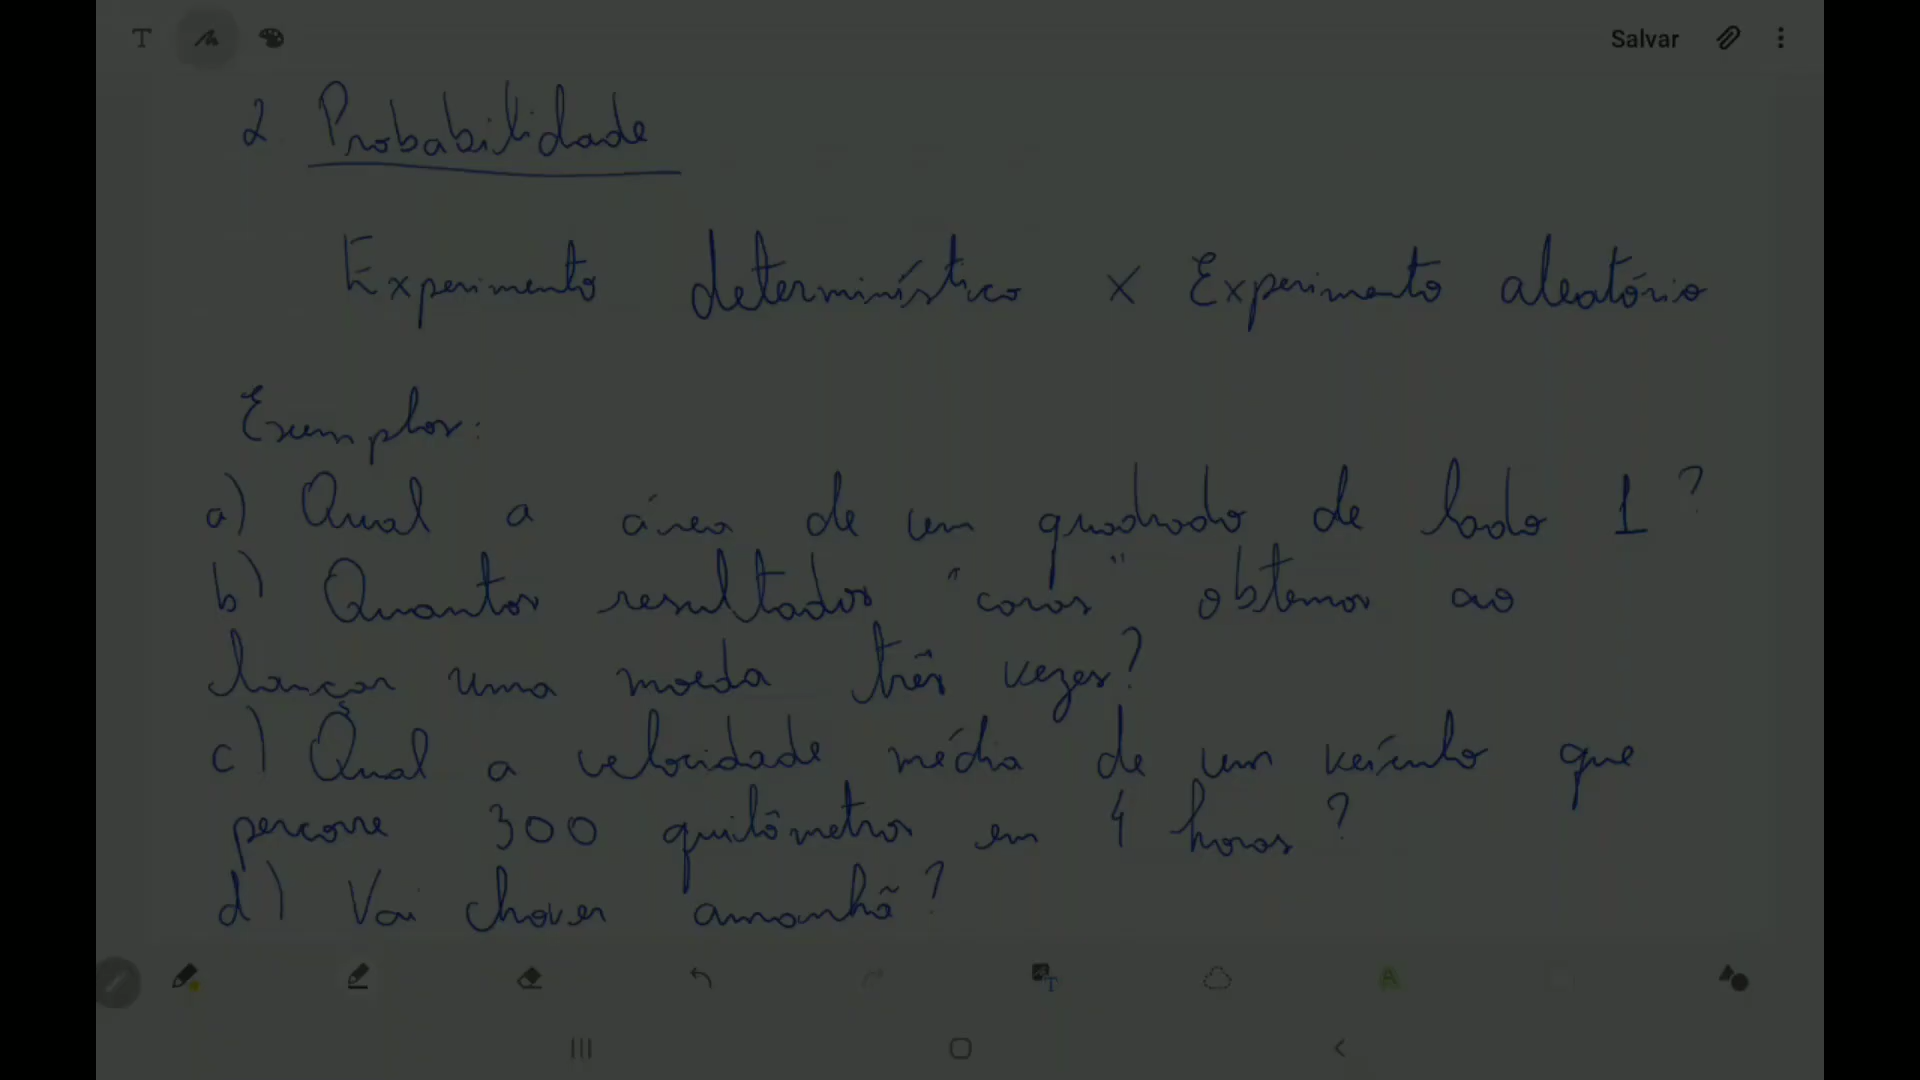 T Salvar
2. Probabilidade
Experimento determinístico x Experimento aleatório
Exemplos:
a) Qual a área de um quadrado de lado 1?
b) Quantos resultados "coroas" obtemos ao
lançar uma moeda três vezes?
c) Qual a velocidade média de um veículo que
percorre 300 quilômetros em 4 horas?
d) Vai chover amanhã?
T A